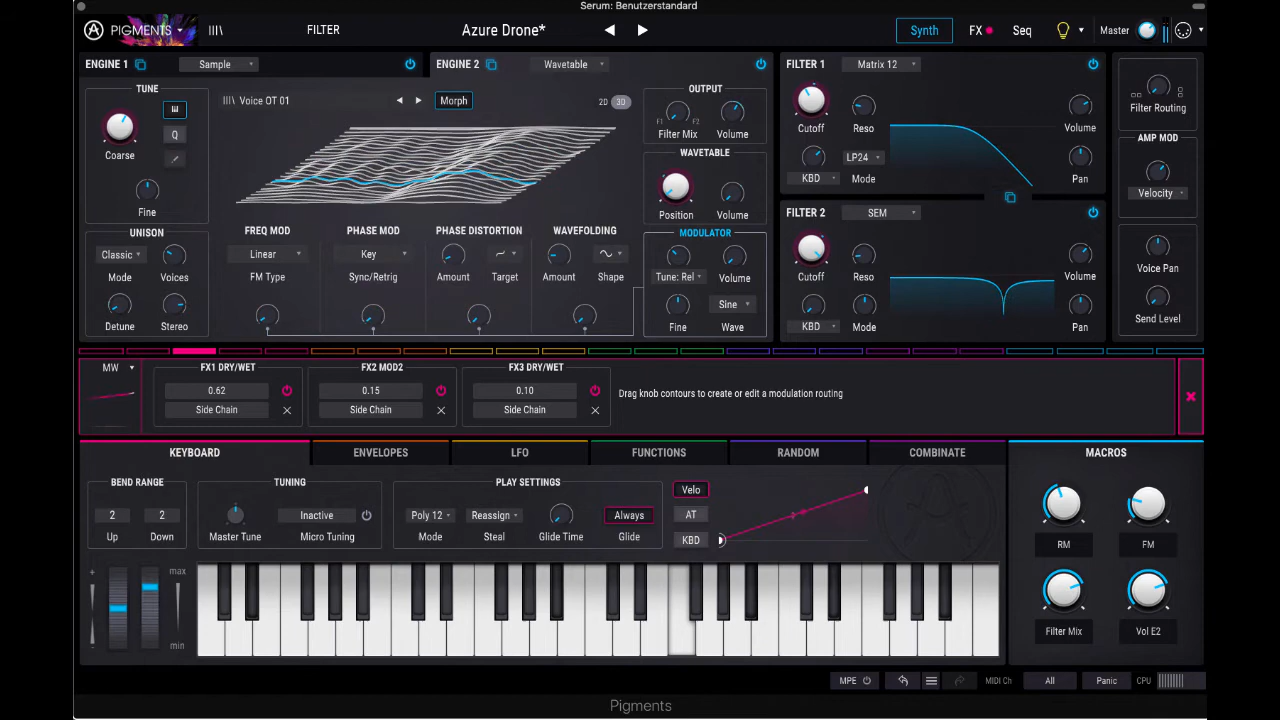 Serum: Benutzerstandard
PIGMENTS
FILTER
Azure Drone*
Synth
FX
Seq
Master
ENGINE 1
Sample
ENGINE 2
Wavetable
FILTER 1
Matrix 12
TUNE
Coarse
Q
Fine
Voice OT 01
Morph
2D
3D
OUTPUT
F1
F2
Filter Mix
Volume
WAVETABLE
Position
Volume
Cutoff
Reso
Volume
KBD
LP24
Mode
Pan
Filter Routing
AMP MOD
Velocity
FILTER 2
SEM
UNISON
Classic
Mode
Voices
Detune
Stereo
FREQ MOD
Linear
FM Type
PHASE MOD
Key
Sync/Retrig
PHASE DISTORTION
Amount
Target
WAVEFOLDING
Amount
Shape
MODULATOR
Tune: Rel
Volume
Fine
Sine
Wave
Cutoff
Reso
Volume
KBD
Mode
Pan
Voice Pan
Send Level
MW
FX1 DRY/WET
0.62
Side Chain
FX2 MOD2
0.15
Side Chain
FX3 DRY/WET
0.10
Side Chain
Drag knob contours to create or edit a modulation routing
KEYBOARD
ENVELOPES
LFO
FUNCTIONS
RANDOM
COMBINATE
MACROS
BEND RANGE
2
2
Up
Down
TUNING
Inactive
Master Tune
Micro Tuning
PLAY SETTINGS
Poly 12
Reassign
Always
Mode
Steal
Glide Time
Glide
Velo
AT
KBD
RM
FM
Filter Mix
Vol E2
+
-
max
min
MPE
MIDI Ch
All
Panic
CPU
Pigments